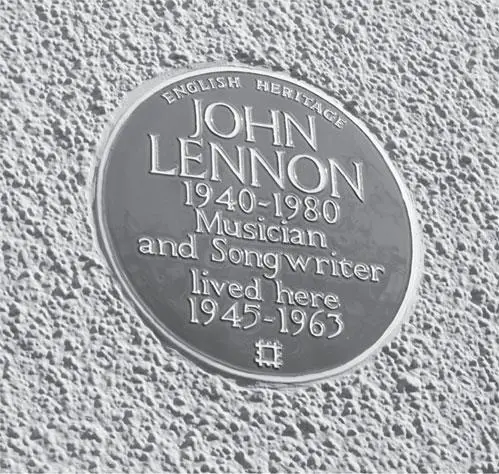 ENGLISH HERITAGE
JOHN
LENNON
1940-1980
Musician
and Songwriter
lived here
1945-1963